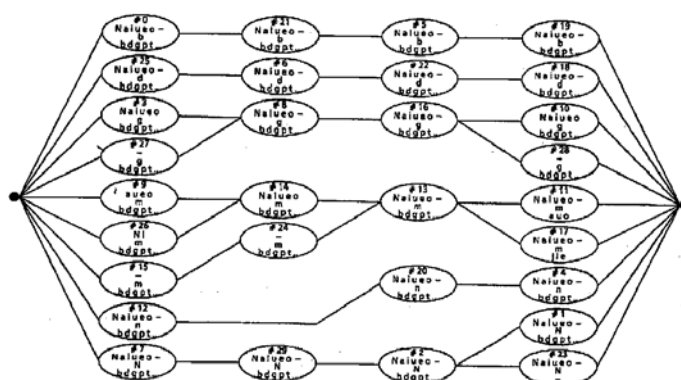 #0
Naiueo-
b
bdgpt...
#21
Naiueo-
b
bdgpt...
#5
Naiueo-
b
bdgpt...
#19
Naiueo-
b
bdgpt...
#25
Naiueo-
d
bdgpt...
#6
Naiueo-
d
bdgpt...
#22
Naiueo-
d
bdgpt...
#18
Naiueo-
d
bdgpt...
#3
Naiueo
g
bdgpt...
#8
Naiueo-
g
bdgpt...
#16
Naiueo-
g
bdgpt...
#10
Naiueo
g
bdgpt...
#27
-g
bdgpt...
#28
-g
bdgpt...
#9
aueo
m
bdgpt...
#14
Naiueo
m
bdgpt...
#13
Naiueo-
m
bdgpt...
#11
Naiueo-
m
auo
#26
NI
m
bdgpt...
#24
-m
bdgpt...
#17
Naiueo-
m
#15
-m
bdgpt...
#20
Naiueo-
n
bdgpt...
#4
Naiueo-
n
bdgpt...
#12
Naiueo-
n
bdgpt...
#1
Naiueo-
N
bdgpt...
#7
Naiueo-
N
bdgpt...
#29
Naiueo-
N
bdgpt...
#2
Naiueo-
N
bdgpt...
#23
Naiueo-
N